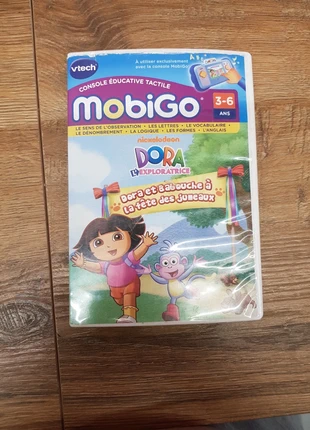 vtech
À utiliser exclusivement
avec la console MobiGo
CONSOLE ÉDUCATIVE TACTILE
MobiGo
3-6
ANS
LE SENS DE L'OBSERVATION • LES LETTRES • LE VOCABULAIRE •
LE DÉNOMBREMENT • LA LOGIQUE • LES FORMES • L'ANGLAIS
nickelodeon
DORA
L'EXPLORATRICE
Dora et Babouche à
la fête des jumeaux